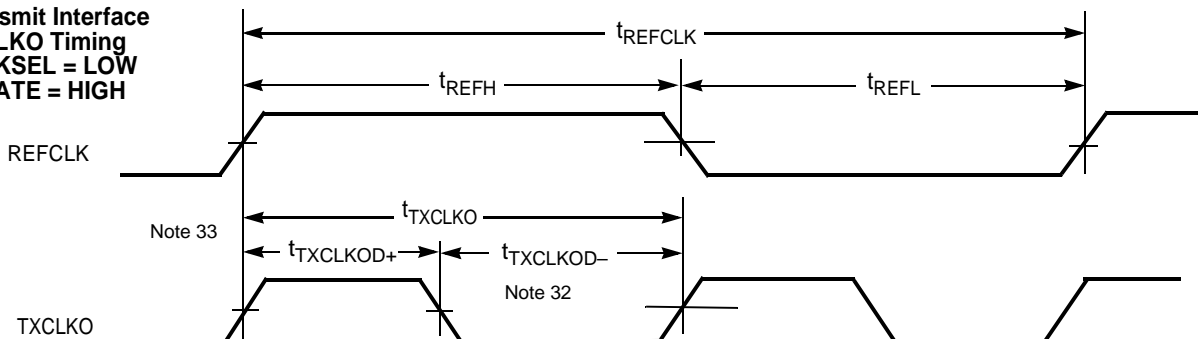 smit Interface
LKO Timing
KSEL = LOW
ATE = HIGH
tREFCLK
tREFH
tREFL
REFCLK
tTXCLKO
Note 33
tTXCLKOD+
tTXCLKOD–
Note 32
TXCLKO